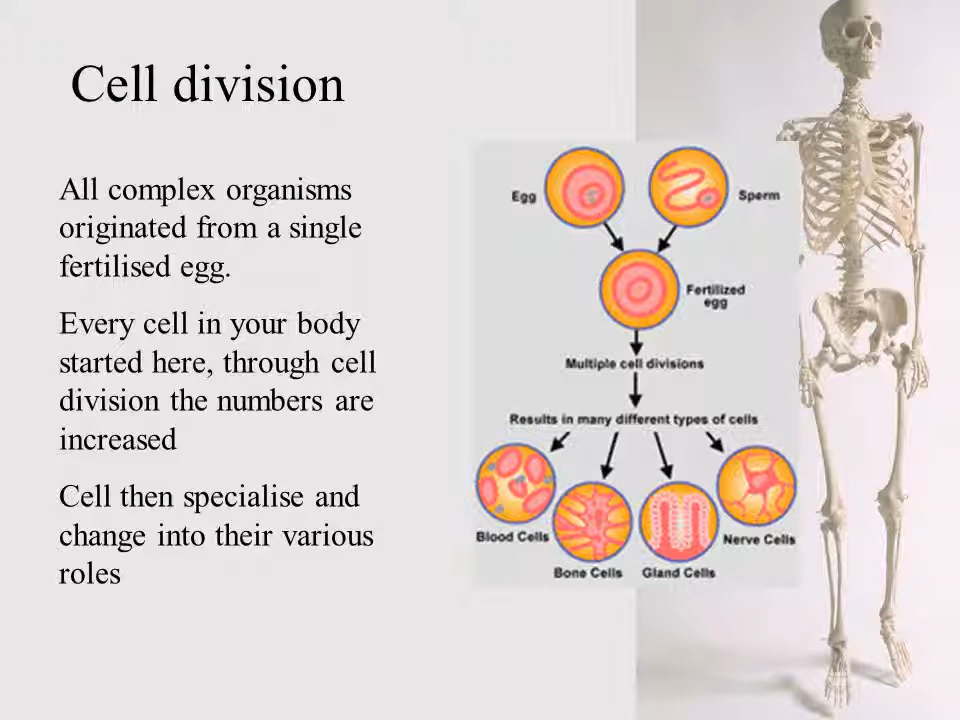 Cell division
All complex organisms
originated from a single
fertilised egg.
Every cell in your body
started here, through cell
division the numbers are
increased
Cell then specialise and
change into their various
roles
Egg
Sperm
Fertilized
egg
Multiple cell divisions
Results in many different types of cells
Blood Cells
Bone Cells
Gland Cells
Nerve Cells